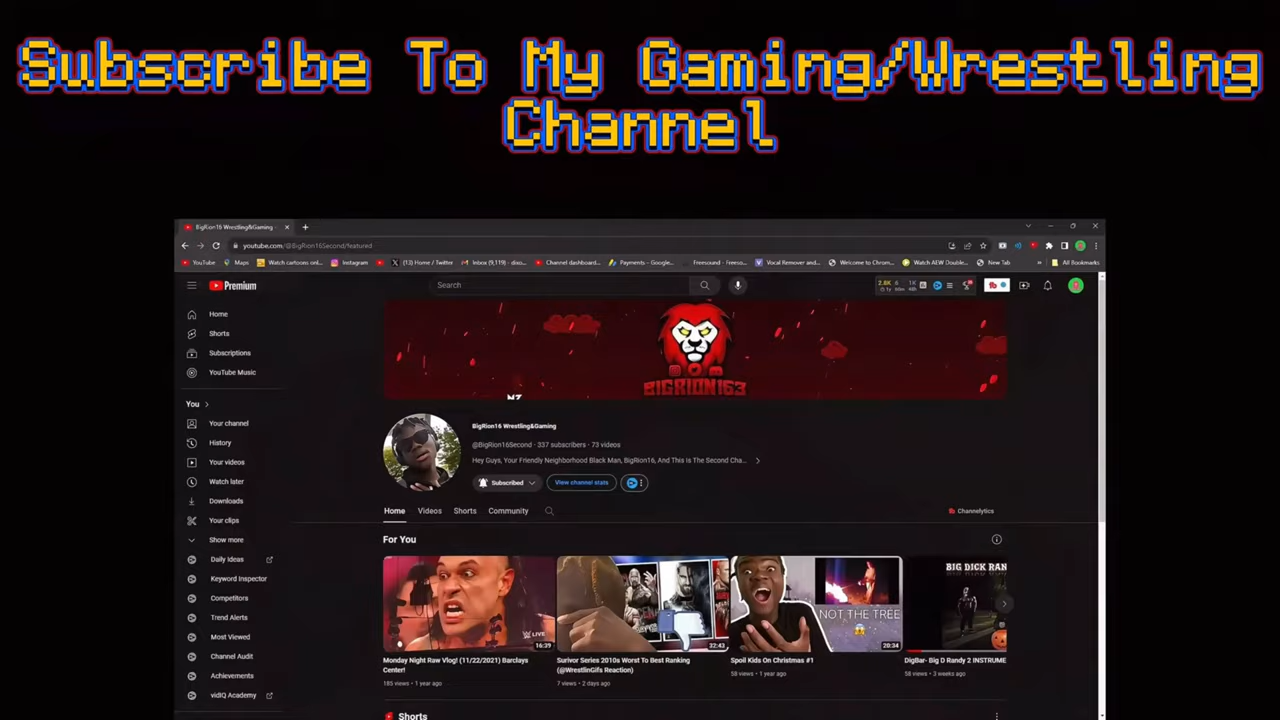 Subscribe To My Gaming/Wrestling
Channel
BigRion16 Wrestling&Gaming -
youtube.com/@BigRion16Second/featured
YouTube
Maps
Watch cartoons onl...
Instagram
(13) Home / Twitter
Inbox (9,119) - dixo...
Channel dashboard...
Payments – Google...
Freesound - Freeso...
Vocal Remover and...
Welcome to Chrom...
Watch AEW Double...
New Tab
»
All Bookmarks
Premium
Search
2.8K
Home
Shorts
Subscriptions
YouTube Music
You
Your channel
History
Your videos
Watch later
Downloads
Your clips
Show more
Daily Ideas
Keyword Inspector
Competitors
Trend Alerts
Most Viewed
Channel Audit
Achievements
vidIQ Academy
BIGRION163
BigRion16 Wrestling&Gaming
@BigRion16Second · 337 subscribers · 73 videos
Hey Guys, Your Friendly Neighborhood Black Man, BigRion16, And This Is The Second Cha...
Subscribed
View channel stats
Home
Videos
Shorts
Community
Channelytics
For You
LIVE
16:39
32:43
NOT THE TREE
20:34
BIG DICK RAN
Monday Night Raw Vlog! (11/22/2021) Barclays
Center!
185 views · 1 year ago
Surivor Series 2010s Worst To Best Ranking
(@WrestlinGifs Reaction)
7 views · 2 days ago
Spoil Kids On Christmas #1
58 views · 1 year ago
DigBar- Big D Randy 2 INSTRUME
58 views · 3 weeks ago
Shorts